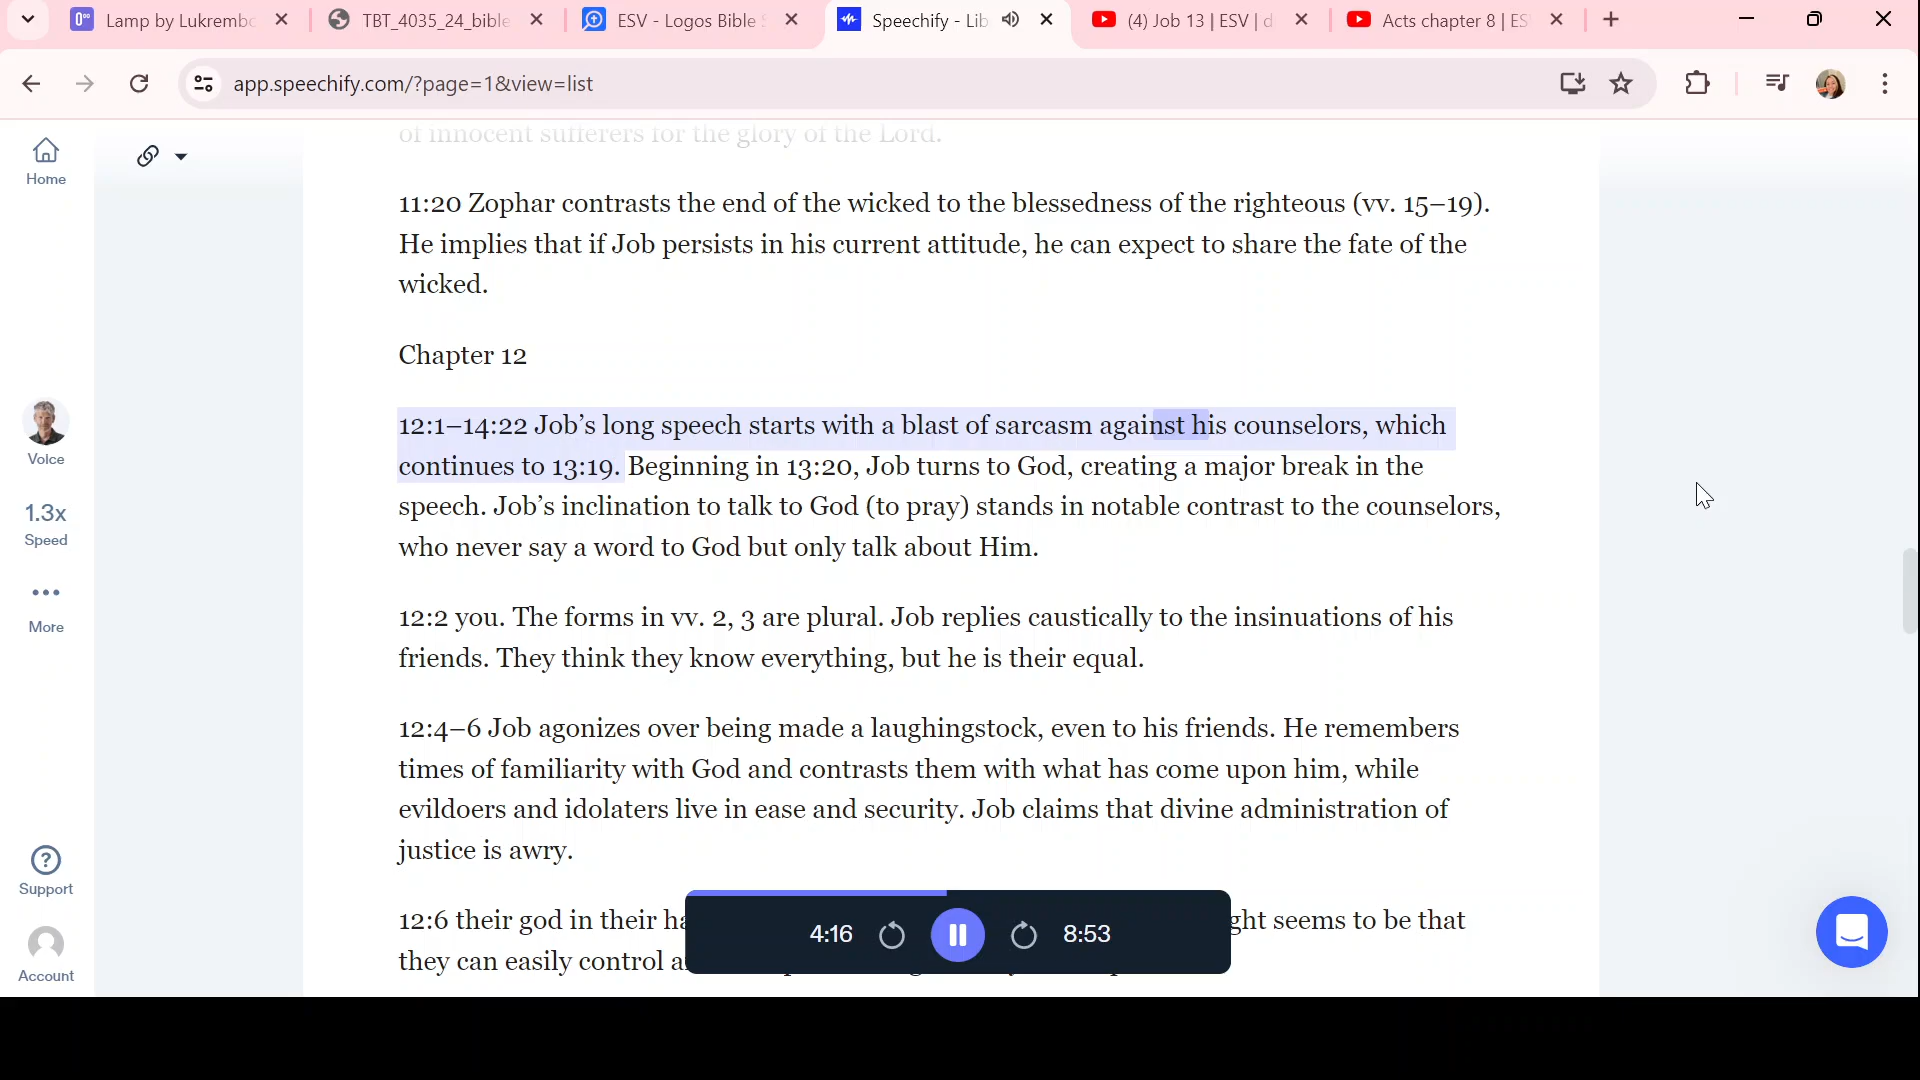 Lamp by Lukrembo
TBT_4035_24_bible
ESV - Logos Bible S
Speechify - Lib
(4) Job 13 | ESV | d
Acts chapter 8 | ES
app.speechify.com/?page=1&view=list
Home
of innocent sufferers for the glory of the Lord.
11:20 Zophar contrasts the end of the wicked to the blessedness of the righteous (vv. 15–19).
He implies that if Job persists in his current attitude, he can expect to share the fate of the
wicked.
Chapter 12
12:1–14:22 Job’s long speech starts with a blast of sarcasm against his counselors, which
continues to 13:19. Beginning in 13:20, Job turns to God, creating a major break in the
speech. Job’s inclination to talk to God (to pray) stands in notable contrast to the counselors,
who never say a word to God but only talk about Him.
12:2 you. The forms in vv. 2, 3 are plural. Job replies caustically to the insinuations of his
friends. They think they know everything, but he is their equal.
12:4–6 Job agonizes over being made a laughingstock, even to his friends. He remembers
times of familiarity with God and contrasts them with what has come upon him, while
evildoers and idolaters live in ease and security. Job claims that divine administration of
justice is awry.
12:6 their god in their ha ght seems to be that
they can easily control a
Voice
1.3x
Speed
More
Support
Account
4:16
8:53